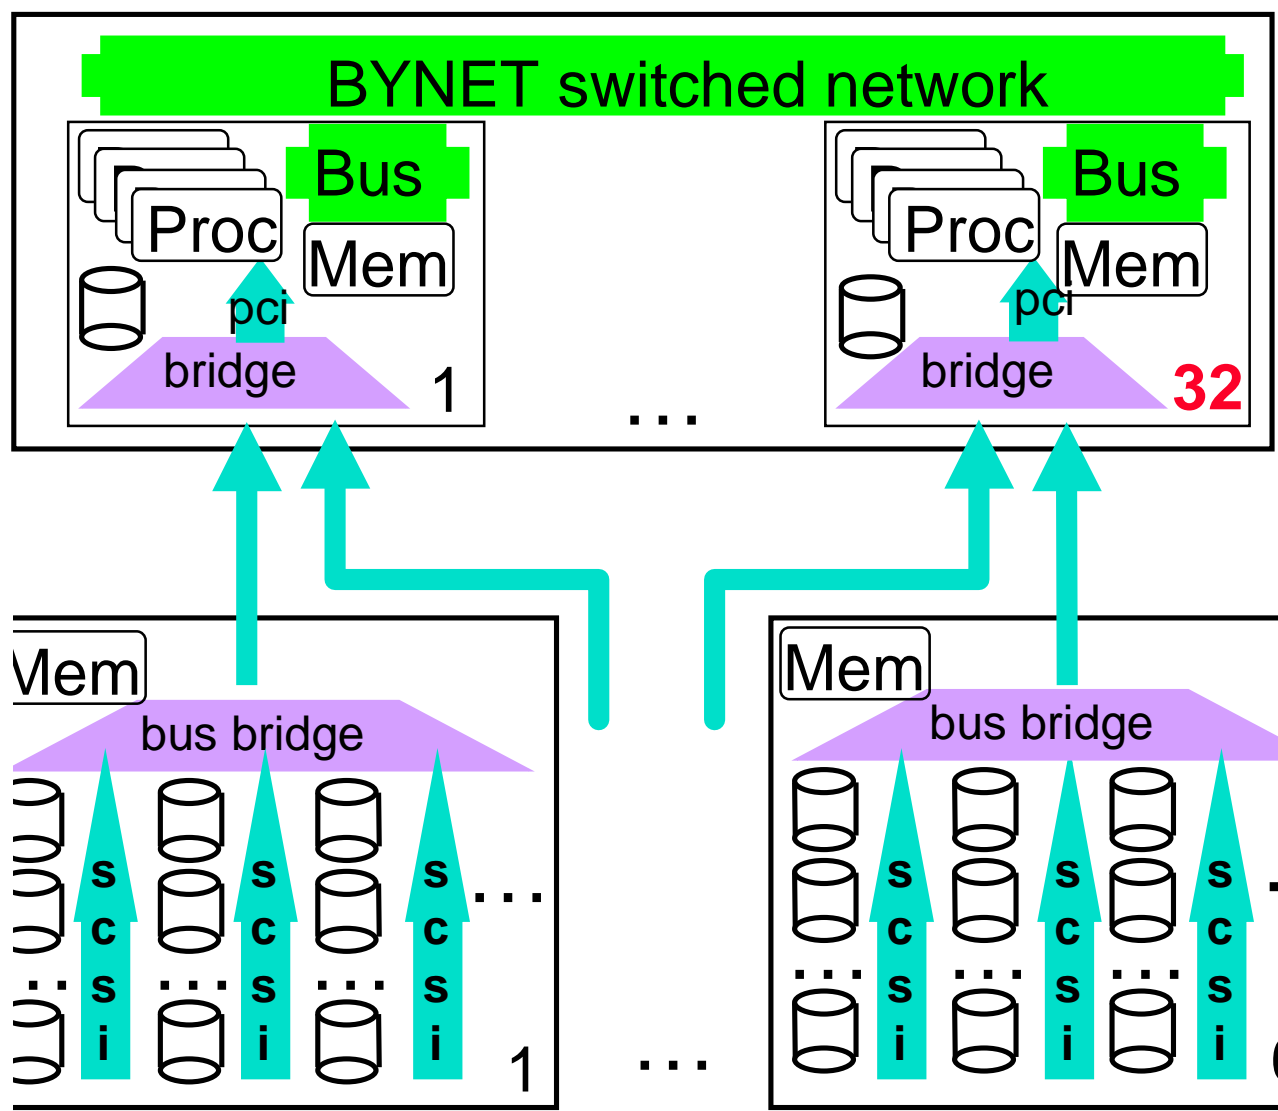 BYNET switched network
Proc
Bus
Mem
pci
bridge
1
...
Proc
Bus
Mem
pci
bridge
32
Mem
bus bridge
s
c
s
i
s
c
s
i
s
c
s
i
...
... ... ...
1
...
Mem
bus bridge
s
c
s
i
s
c
s
i
s
c
s
i
... ... ...